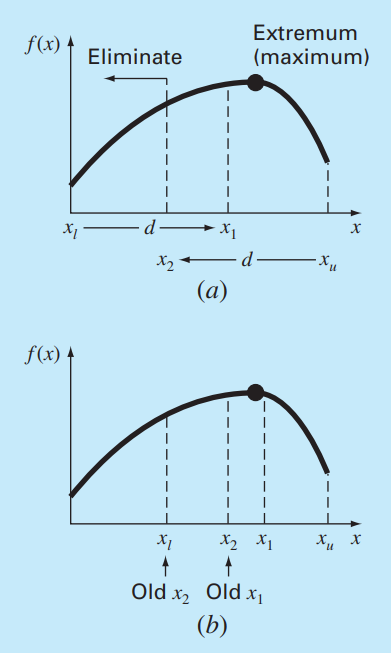 f(x)
Extremum
(maximum)
Eliminate
x_l d x_1 x
x_2 d x_u
(a)
f(x)
x_l x_2 x_1 x_u x
Old x_2 Old x_1
(b)